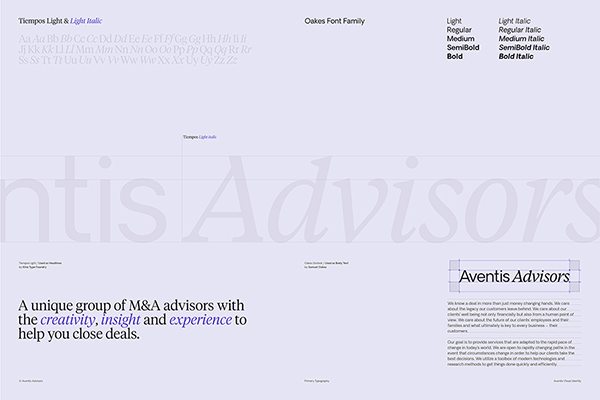 Tiempos Light & Light Italic
Aa Aa Bb Bb Cc Cc Dd Dd Ee Ee Ff Ff Gg Gg Hh Hh Ii Ii
Jj Kk Kk Ll Ll Mm Mm Nn Nn Oo Oo Pp Pp Qq Qq Rr Rr
Ss Ss Tt Tt Uu Uu Vv Vv Ww Ww Xx Xx Uy Uy Zz Zz
Oakes Font Family
Light
Regular
Medium
SemiBold
Bold
Light Italic
Regular Italic
Medium Italic
SemiBold Italic
Bold Italic
Tiempos Light Italic
ntis Advisors
Tiempos Light / Used as Headlines
by Klim Type Foundry
A unique group of M&A advisors with
the creativity, insight and experience to
help you close deals.
Used as Body Text
Aventis Advisors
We know a deal in more than just money changing hands. We care
about the legacy our customers leave behind. We care about our
clients' well being not only financially but also from a human point of
view. We care about the future of our clients' employees and their
families and what ultimately is key to every business – their
customers.
Our goal is to provide services that are adapted to the rapid pace of
change in today's world. We are open to rapidly changing paths in the
event that circumstances change in order to help our clients take the
best decisions. We utilize a toolbox of modern technologies and
research methods to get things done quickly and efficiently.
© Aventis Advisors
Primary Typography
Aventis Visual Identity